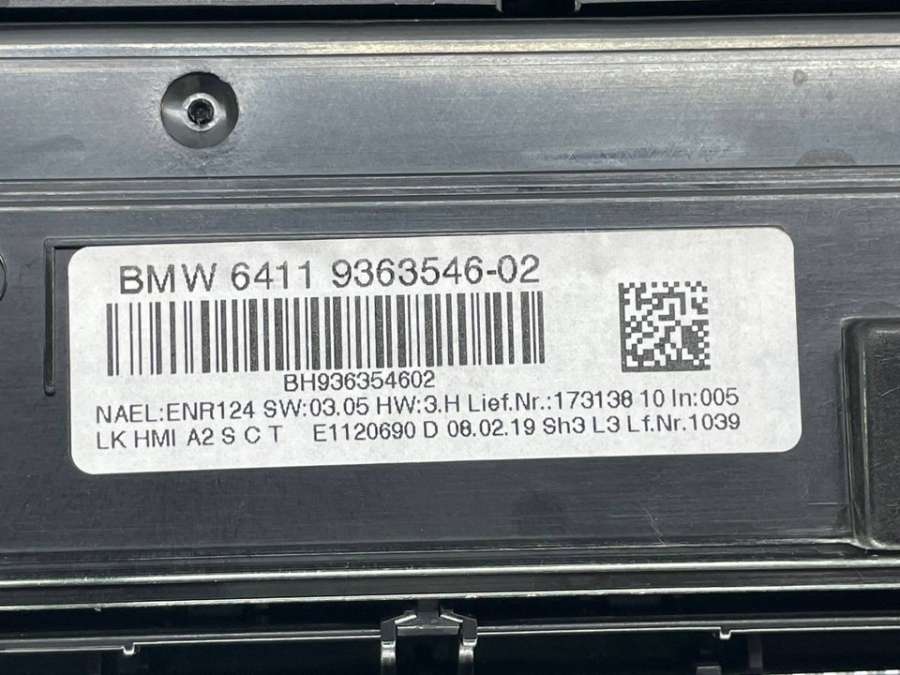 BMW 6411 9363546-02
BH936354602
NAEL:ENR124 SW:03.05 HW:3.H Lief.Nr.:173138 10 In:005
LK HMI A2 S C T E1120690 D 08.02.19 Sh3 L3 Lf.Nr.1039